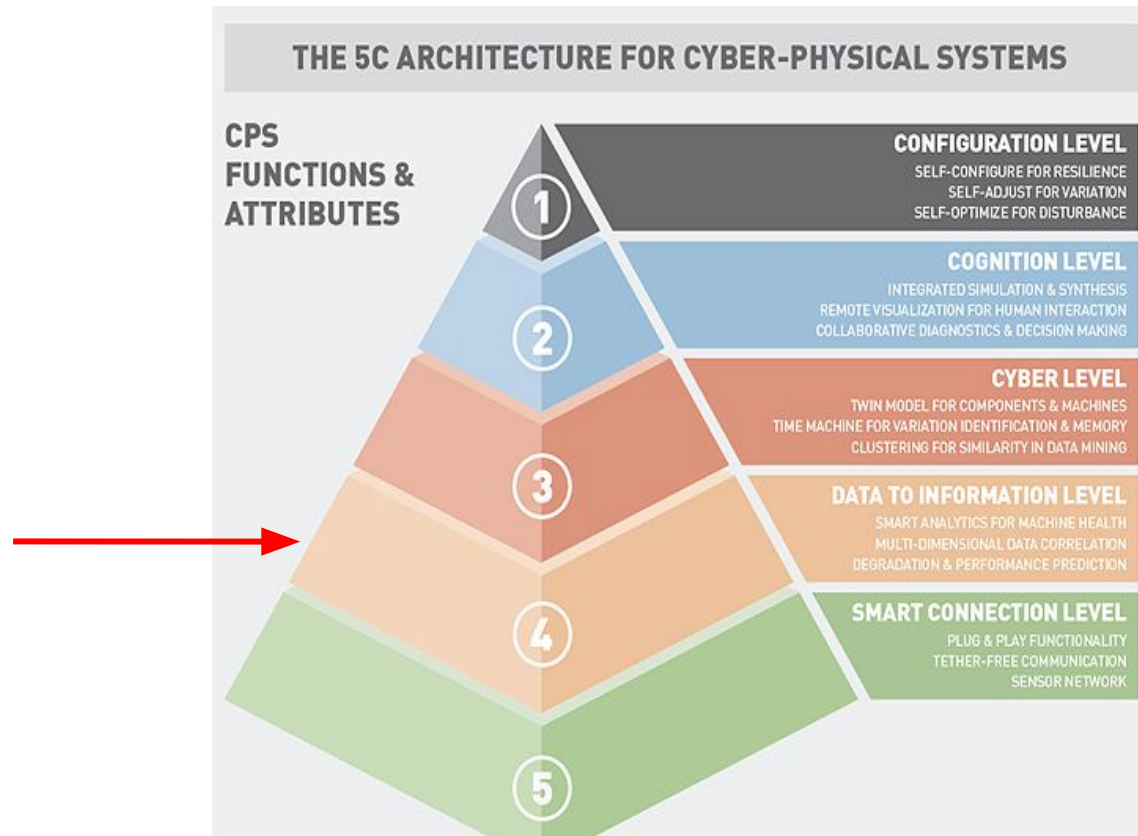 THE 5C ARCHITECTURE FOR CYBER-PHYSICAL SYSTEMS
CPS
FUNCTIONS &
ATTRIBUTES
1
CONFIGURATION LEVEL
SELF-CONFIGURE FOR RESILIENCE
SELF-ADJUST FOR VARIATION
SELF-OPTIMIZE FOR DISTURBANCE
2
COGNITION LEVEL
INTEGRATED SIMULATION & SYNTHESIS
REMOTE VISUALIZATION FOR HUMAN INTERACTION
COLLABORATIVE DIAGNOSTICS & DECISION MAKING
3
CYBER LEVEL
TWIN MODEL FOR COMPONENTS & MACHINES
TIME MACHINE FOR VARIATION IDENTIFICATION & MEMORY
CLUSTERING FOR SIMILARITY IN DATA MINING
4
DATA TO INFORMATION LEVEL
SMART ANALYTICS FOR MACHINE HEALTH
MULTI-DIMENSIONAL DATA CORRELATION
DEGRADATION & PERFORMANCE PREDICTION
5
SMART CONNECTION LEVEL
PLUG & PLAY FUNCTIONALITY
TETHER-FREE COMMUNICATION
SENSOR NETWORK